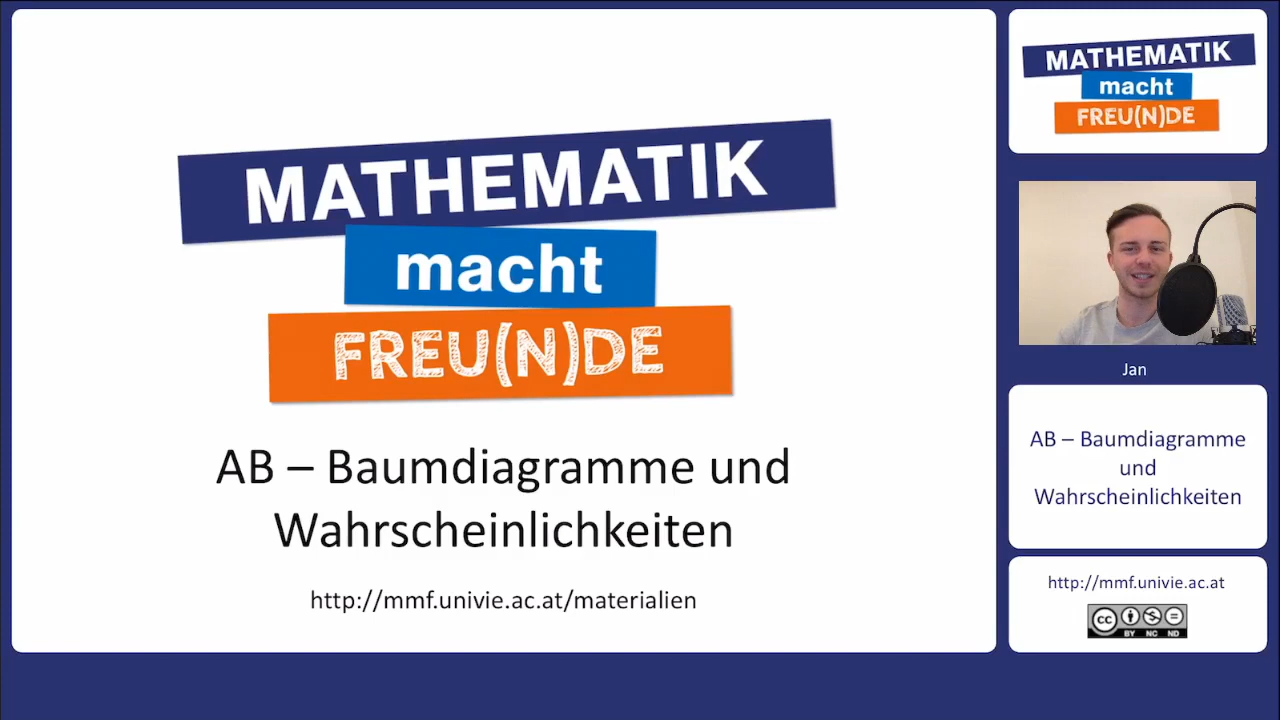 MATHEMATIK
macht
FREU(N)DE
AB – Baumdiagramme und
Wahrscheinlichkeiten
http://mmf.univie.ac.at/materialien
MATHEMATIK
macht
FREU(N)DE
Jan
AB – Baumdiagramme
und
Wahrscheinlichkeiten
http://mmf.univie.ac.at
cc
BY NC ND